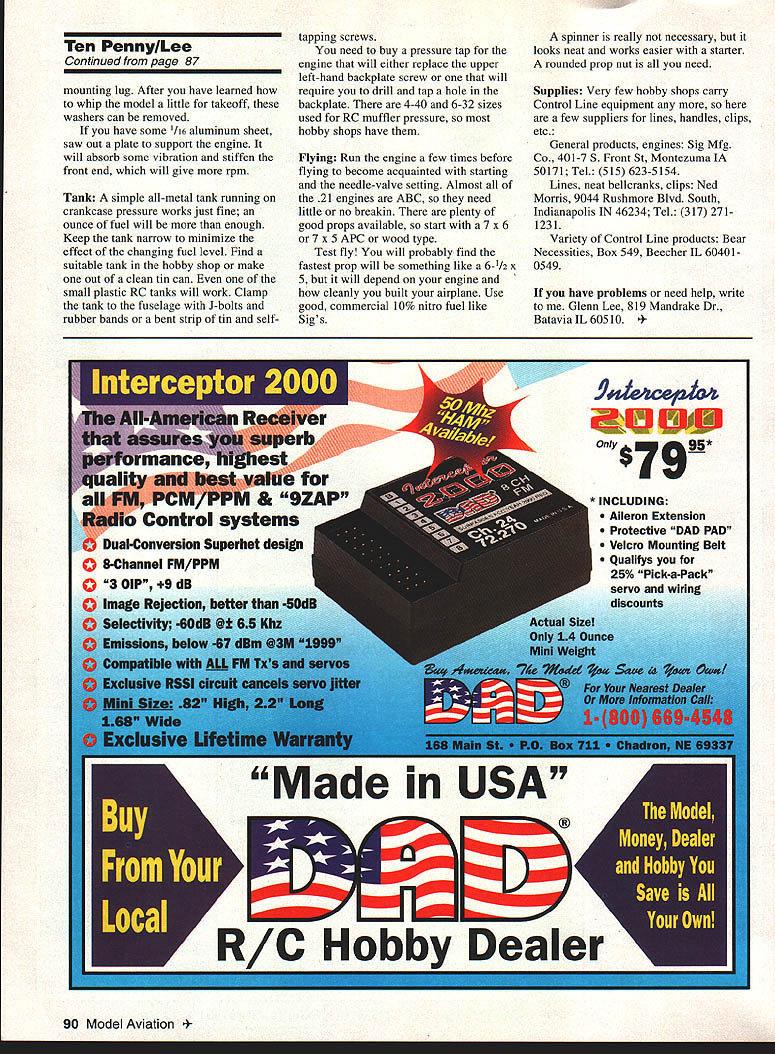 Ten Penny/Lee
Continued from page 87
mounting lug. After you have learned how
to whip the model a little for takeoff, these
washers can be removed.
If you have some 1/16 aluminum sheet,
saw out a plate to support the engine. It
will absorb some vibration and stiffen the
front end, which will give more rpm.
Tank: A simple all-metal tank running on
crankcase pressure works just fine; an
ounce of fuel will be more than enough.
Keep the tank narrow to minimize the
effect of the changing fuel level. Find a
suitable tank in the hobby shop or make
one out of a clean tin can. Even one of the
small plastic RC tanks will work. Clamp
the tank to the fuselage with J-bolts and
rubber bands or a bent strip of tin and self-
tapping screws.
You need to buy a pressure tap for the
engine that will either replace the upper
left-hand backplate screw or one that will
require you to drill and tap a hole in the
backplate. There are 4-40 and 6-32 sizes
used for RC muffler pressure, so most
hobby shops have them.
Flying: Run the engine a few times before
flying to become acquainted with starting
and the needle-valve setting. Almost all of
the .21 engines are ABC, so they need
little or no breakin. There are plenty of
good props available, so start with a 7 x 6
or 7 x 5 APC or wood type.
Test fly! You will probably find the
fastest prop will be something like a 6-1/2 x
5, but it will depend on your engine and
how cleanly you built your airplane. Use
good, commercial 10% nitro fuel like
Sig's.
A spinner is really not necessary, but it
looks neat and works easier with a starter.
A rounded prop nut is all you need.
Supplies: Very few hobby shops carry
Control Line equipment any more, so here
are a few suppliers for lines, handles, clips,
etc.:
General products, engines: Sig Mfg.
Co., 401-7 S. Front St, Montezuma IA
50171; Tel.: (515) 623-5154.
Lines, neat bellcranks, clips: Ned
Morris, 9044 Rushmore Blvd. South,
Indianapolis IN 46234; Tel.: (317) 271-
1231.
Variety of Control Line products: Bear
Necessities, Box 549, Beecher IL 60401-
0549.
If you have problems or need help, write
to me. Glenn Lee, 819 Mandrake Dr.,
Batavia IL 60510. ✈
Interceptor 2000
The All-American Receiver
that assures you superb
performance, highest
quality and best value for
all FM, PCM/PPM & "9ZAP"
Radio Control systems
Dual-Conversion Superhet design
8-Channel FM/PPM
"3 OIP", +9 dB
Image Rejection, better than -50dB
Selectivity; -60dB @± 6.5 Khz
Emissions, below -67 dBm @3M "1999"
Compatible with ALL FM Tx's and servos
Exclusive RSSI circuit cancels servo jitter
Mini Size: .82" High, 2.2" Long
1.68" Wide
Exclusive Lifetime Warranty
50 Mhz
"HAM"
Available!
Interceptor
2000
8 CH
FM
DAD
MADE IN U.S.A.
Ch. 24
72.270
Interceptor
2000
Only $79.95*
* INCLUDING:
• Aileron Extension
• Protective "DAD PAD"
• Velcro Mounting Belt
• Qualifys you for
25% "Pick-a-Pack"
servo and wiring
discounts
Actual Size!
Only 1.4 Ounce
Mini Weight
Buy American, The Model You Save is Your Own!
DAD®
For Your Nearest Dealer
Or More Information Call:
1-(800) 669-4548
168 Main St. • P.O. Box 711 • Chadron, NE 69337
"Made in USA"
Buy
From Your
Local
DAD®
R/C Hobby Dealer
The Model,
Money, Dealer
and Hobby You
Save is All
Your Own!
90 Model Aviation ✈